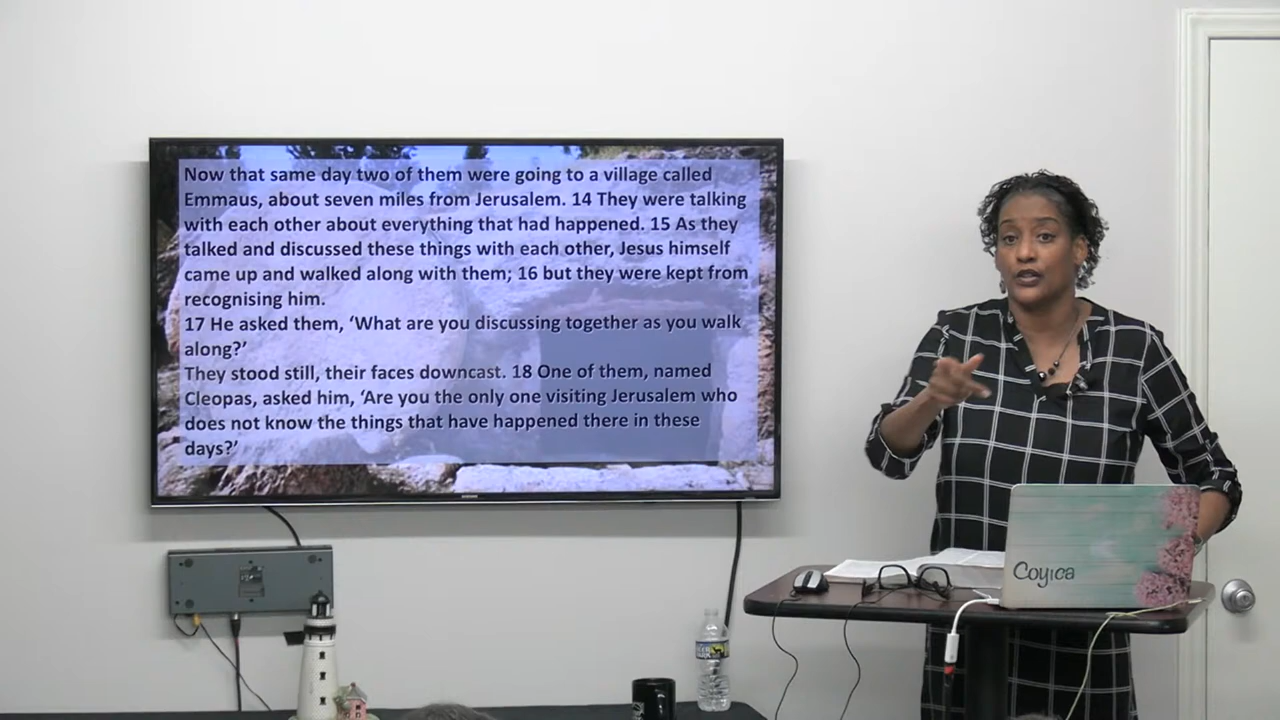 Now that same day two of them were going to a village called
Emmaus, about seven miles from Jerusalem. 14 They were talking
with each other about everything that had happened. 15 As they
talked and discussed these things with each other, Jesus himself
came up and walked along with them; 16 but they were kept from
recognising him.
17 He asked them, ‘What are you discussing together as you walk
along?’
They stood still, their faces downcast. 18 One of them, named
Cleopas, asked him, ‘Are you the only one visiting Jerusalem who
does not know the things that have happened there in these
days?’
SAMSUNG
Coyica